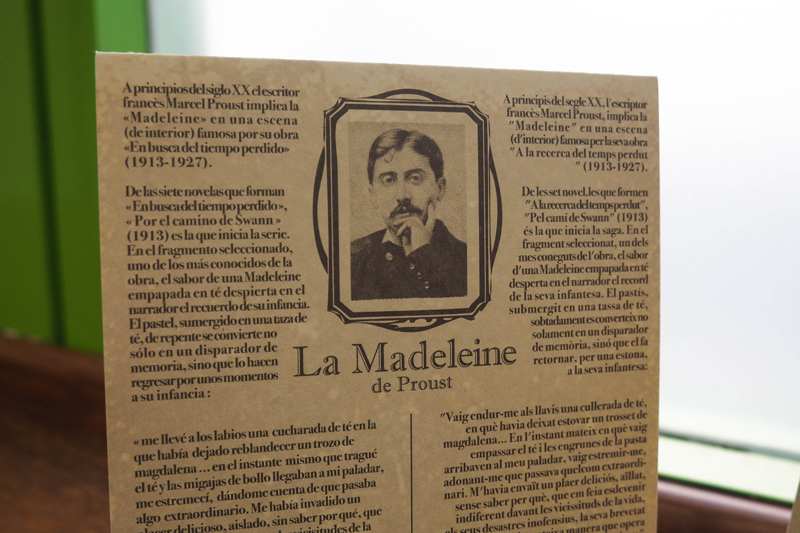 A principios del siglo XX el escritor
francès Marcel Proust implica la
«Madeleine» en una escena
(de interior) famosa por su obra
«En busca del tiempo perdido»
(1913-1927).
De las siete novelas que forman
«En busca del tiempo perdido»,
«Por el camino de Swann»
(1913) es la que inicia la serie.
En el fragmento seleccionado,
uno de los más conocidos de la
obra, el sabor de una Madeleine
empapada en té despierta en el
narrador el recuerdo de su infancia.
El pastel, sumergido en una taza de
té, de repente se convierte no
sólo en un disparador de
memoria, sino que lo hacen
regresar por unos momentos
a su infancia :
A principis del segle XX, l'escriptor
francès Marcel Proust, implica la
"Madeleine" en una escena
(d'interior) famosa per la seva obra
"A la recerca del temps perdut
" (1913-1927).
De les set novel.les que formen
"A la recerca del temps perdut",
"Pel camí de Swann" (1913)
és la que inicia la saga. En el
fragment seleccionat, un dels
mes coneguts de l'obra, el sabor
d'una Madeleine empapada en té
desperta en el narrador el record
de la seva infantesa. El pastís,
submergit en una tassa de té,
sobtadament es converteix no
solament en un disparador
de memòria, sinó que el fa
retornar, per una estona,
a la seva infantesa:
La Madeleine
de Proust
«me llevé a los labios una cucharada de té en la
que había dejado reblandecer un trozo de
magdalena... en el instante mismo que tragué
el té y las migajas de bollo llegaban a mi paladar,
me estremecí, dándome cuenta de que pasaba
algo extraordinario. Me había invadido un
placer delicioso, aislado, sin saber por qué, que
vicisitudes de la
"Vaig endur-me als llavis una cullerada de té,
en què havia deixat estovar un trosset de
magdalena... En l'instant mateix en què vaig
empassar el té i les engrunes de la pasta
arribaven al meu paladar, vaig estremir-me,
adonant-me que passava quelcom extraordi-
nari. M'havia envaït un plaer deliciós, aïllat,
sense saber per què, que em feia esdevenir
indiferent davant les vicissituds de la vida,
els seus desastres inofensius, la seva brevetat
mateixa manera que opera